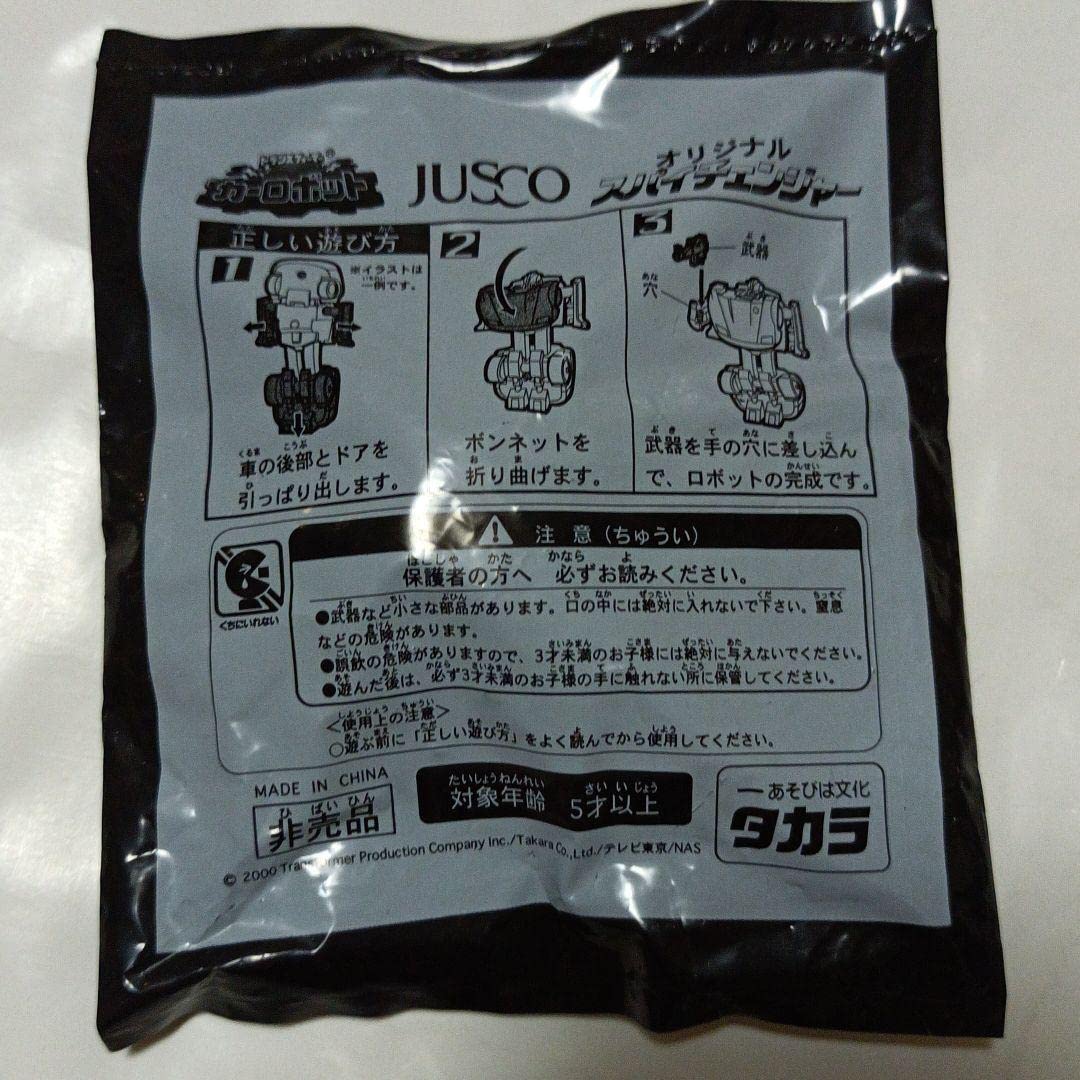 トランスフォーマー®
カーロボット
JUSCO
オリジナル
スパイチェンジャー
正しい遊び方
1
※イラストは
一例です。
車の後部とドアを
引っぱり出します。
2
ボンネットを
折り曲げます。
3
武器
穴
武器を手の穴に差し込ん
で、ロボットの完成です。
くちにいれない
注意(ちゅうい)
保護者の方へ 必ずお読みください。
●武器など小さな部品があります。口の中には絶対に入れないで下さい。窒息
などの危険があります。
●誤飲の危険がありますので、3才未満のお子様には絶対に与えないでください。
●遊んだ後は、必ず3才未満のお子様の手に触れない所に保管してください。
<使用上の注意>
○遊ぶ前に「正しい遊び方」をよく読んでから使用してください。
MADE IN CHINA
非売品
対象年齢 5才以上
ーあそびは文化
タカラ
© 2000 Transformer Production Company Inc./Takara Co.,Ltd./テレビ東京/NAS